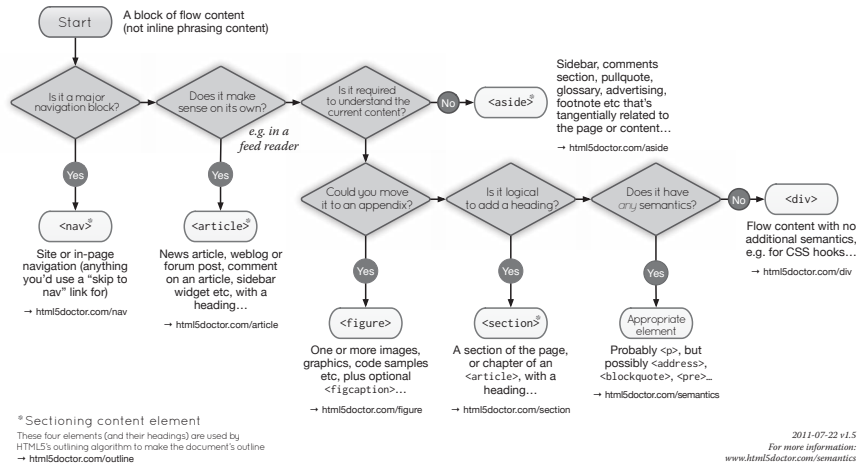 Start
A block of flow content
(not inline phrasing content)
Is it a major
navigation block?
Does it make
sense on its own?
e.g. in a
feed reader
Is it required
to understand the
current content?
No
<aside>*
Sidebar, comments
section, pullquote,
glossary, advertising,
footnote etc that's
tangentially related to
the page or content…
→ html5doctor.com/aside
Yes
<nav>*
Site or in-page
navigation (anything
you'd use a “skip to
nav” link for)
→ html5doctor.com/nav
Yes
<article>*
News article, weblog or
forum post, comment
on an article, sidebar
widget etc, with a
heading…
→ html5doctor.com/article
Could you move
it to an appendix?
Yes
<figure>
One or more images,
graphics, code samples
etc, plus optional
<figcaption>…
→ html5doctor.com/figure
Is it logical
to add a heading?
Yes
<section>*
A section of the page,
or chapter of an
<article>, with a
heading…
→ html5doctor.com/section
Does it have
any semantics?
Yes
Appropriate
element
Probably <p>, but
possibly <address>,
<blockquote>, <pre>…
→ html5doctor.com/semantics
No
<div>
Flow content with no
additional semantics,
e.g. for CSS hooks…
→ html5doctor.com/div
*Sectioning content element
These four elements (and their headings) are used by
HTML5's outlining algorithm to make the document's outline
→ html5doctor.com/outline
2011-07-22 v1.5
For more information:
www.html5doctor.com/semantics